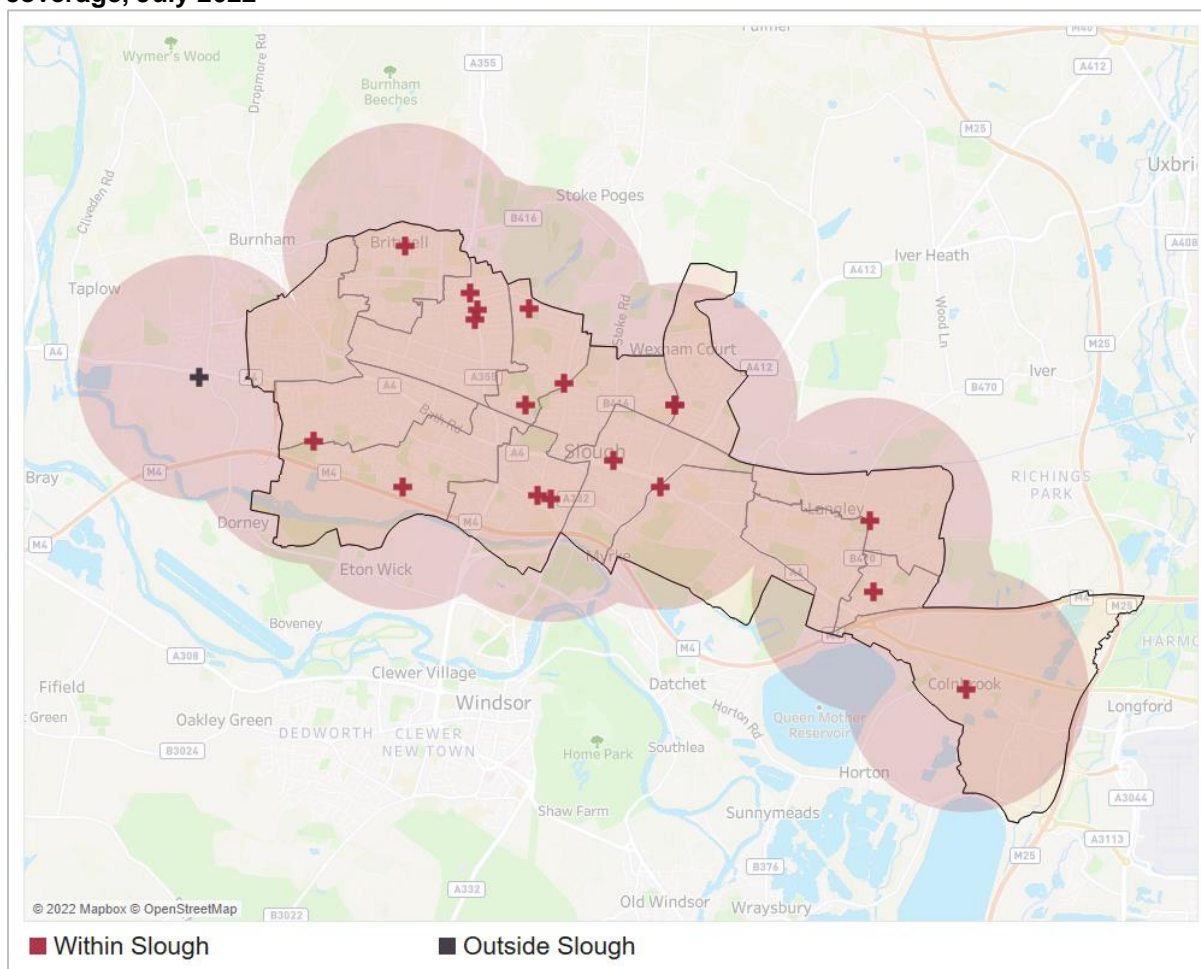 coverage, July 2022
Wymer's Wood
Dropmore Rd
A355
Burnham
Beeches
M40
A412
M25
Cliveden Rd
Stoke Poges
Uxbri
B416
Burnham
Britwell
A408
Iver Heath
A412
Taplow
Stoke Rd
Wood Ln
Wexham Court
M25
A4
A4
A4
A355
A412
B470
Iver
B416
Bath Rd
Slough
A4
Bray
M4
M4
A332
RICHINGS
PARK
Langley
Dorney
M4
M4
Myrke
B470
A4
Eton Wick
M4
M25
Boveney
HARMO
A308
M4
Clewer Village
Datchet
Colnbrook
Fifield
Windsor
Longford
t Green
Oakley Green
Horton Rd
Queen Mother
Reservoir
DEDWORTH
CLEWER
NEW TOWN
B3024
Home Park
Southlea
Horton
A3044
Shaw Farm
Sunnymeads
A3113
M25
B376
A332
Old Windsor
Wraysbury
© 2022 Mapbox © OpenStreetMap
B3022
Within Slough
Outside Slough